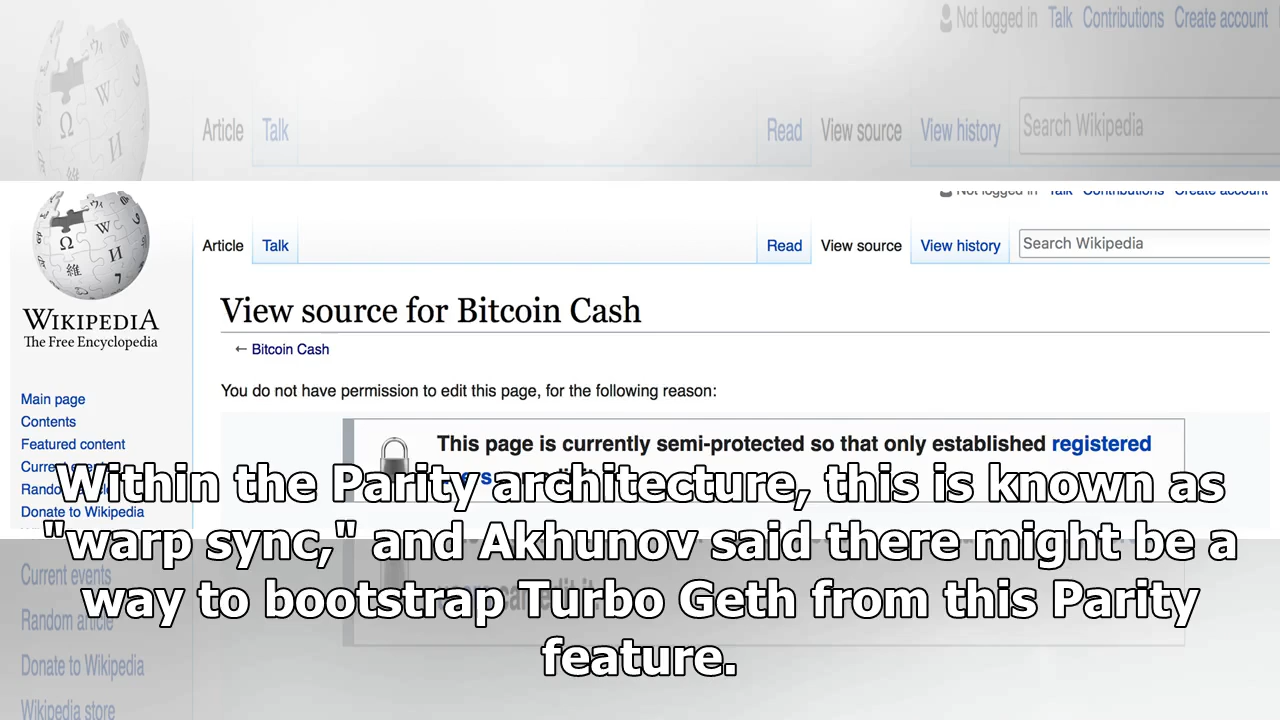 Not logged in Talk Contributions Create account
Article Talk Read View source View history Search Wikipedia
Not logged in Talk Contributions Create account
Article Talk Read View source View history Search Wikipedia
WIKIPEDIA
The Free Encyclopedia
View source for Bitcoin Cash
← Bitcoin Cash
You do not have permission to edit this page, for the following reason:
Main page
Contents
Featured content
This page is currently semi-protected so that only established registered
Donate to Wikipedia
Within the Parity architecture, this is known as
"warp sync," and Akhunov said there might be a
way to bootstrap Turbo Geth from this Parity
feature.
Current events
Random article
Donate to Wikipedia
Wikipedia store